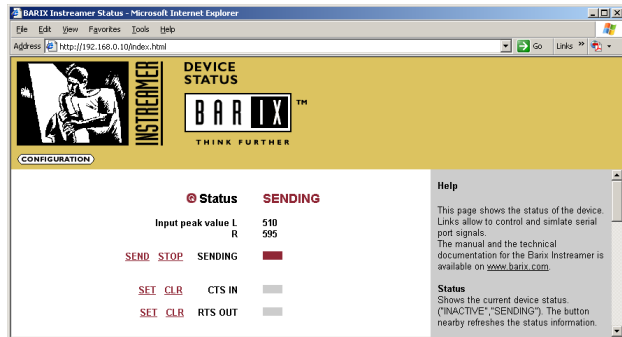 BARIX Instreamer Status - Microsoft Internet Explorer
File Edit View Favorites Tools Help
Address http://192.168.0.10/index.html Go Links »
INSTREAMER
DEVICE
STATUS
BARIX™
THINK FURTHER
CONFIGURATION
Status SENDING
Input peak value L 510
R 595
SEND STOP SENDING
SET CLR CTS IN
SET CLR RTS OUT
Help
This page shows the status of the device.
Links allow to control and simlate serial
port signals.
The manual and the technical
documentation for the Barix Instreamer is
available on www.barix.com.
Status
Shows the current device status.
("INACTIVE","SENDING"). The button
nearby refreshes the status information.